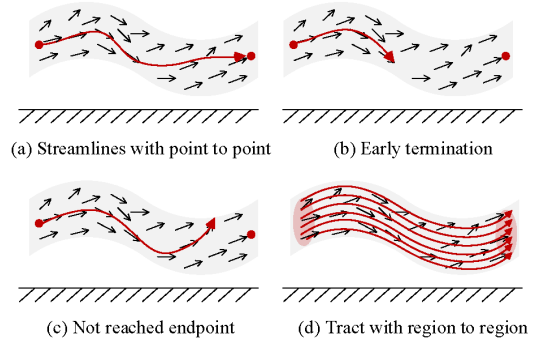 (a) Streamlines with point to point
(b) Early termination
(c) Not reached endpoint
(d) Tract with region to region